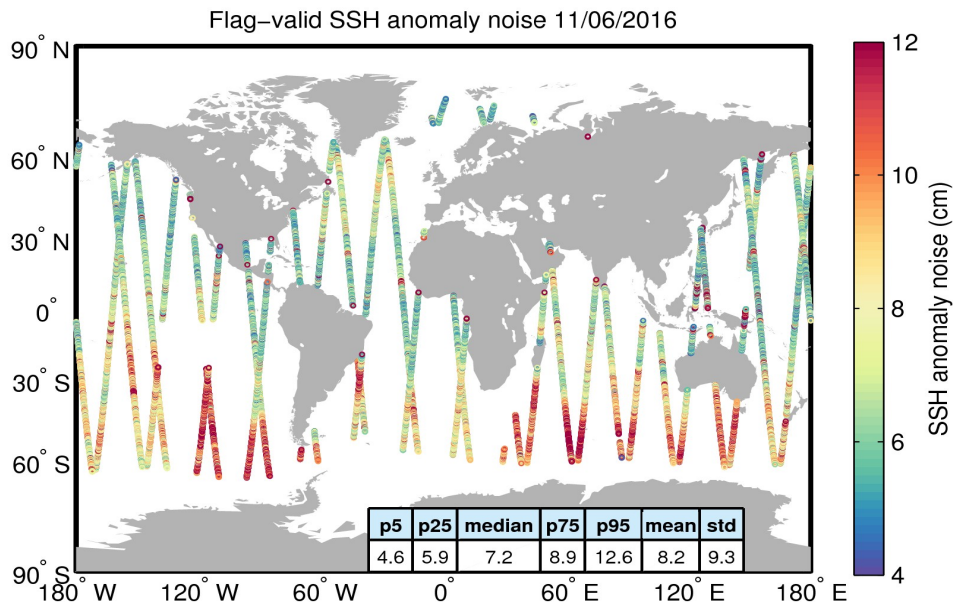 Flag−valid SSH anomaly noise 11/06/2016
90° N
60° N
30° N
0°
30° S
60° S
90° S
180° W
120° W
60° W
0°
60° E
120° E
180° E
p5 p25 median p75 p95 mean std
4.6 5.9 7.2 8.9 12.6 8.2 9.3
12
10
8
6
4
SSH anomaly noise (cm)